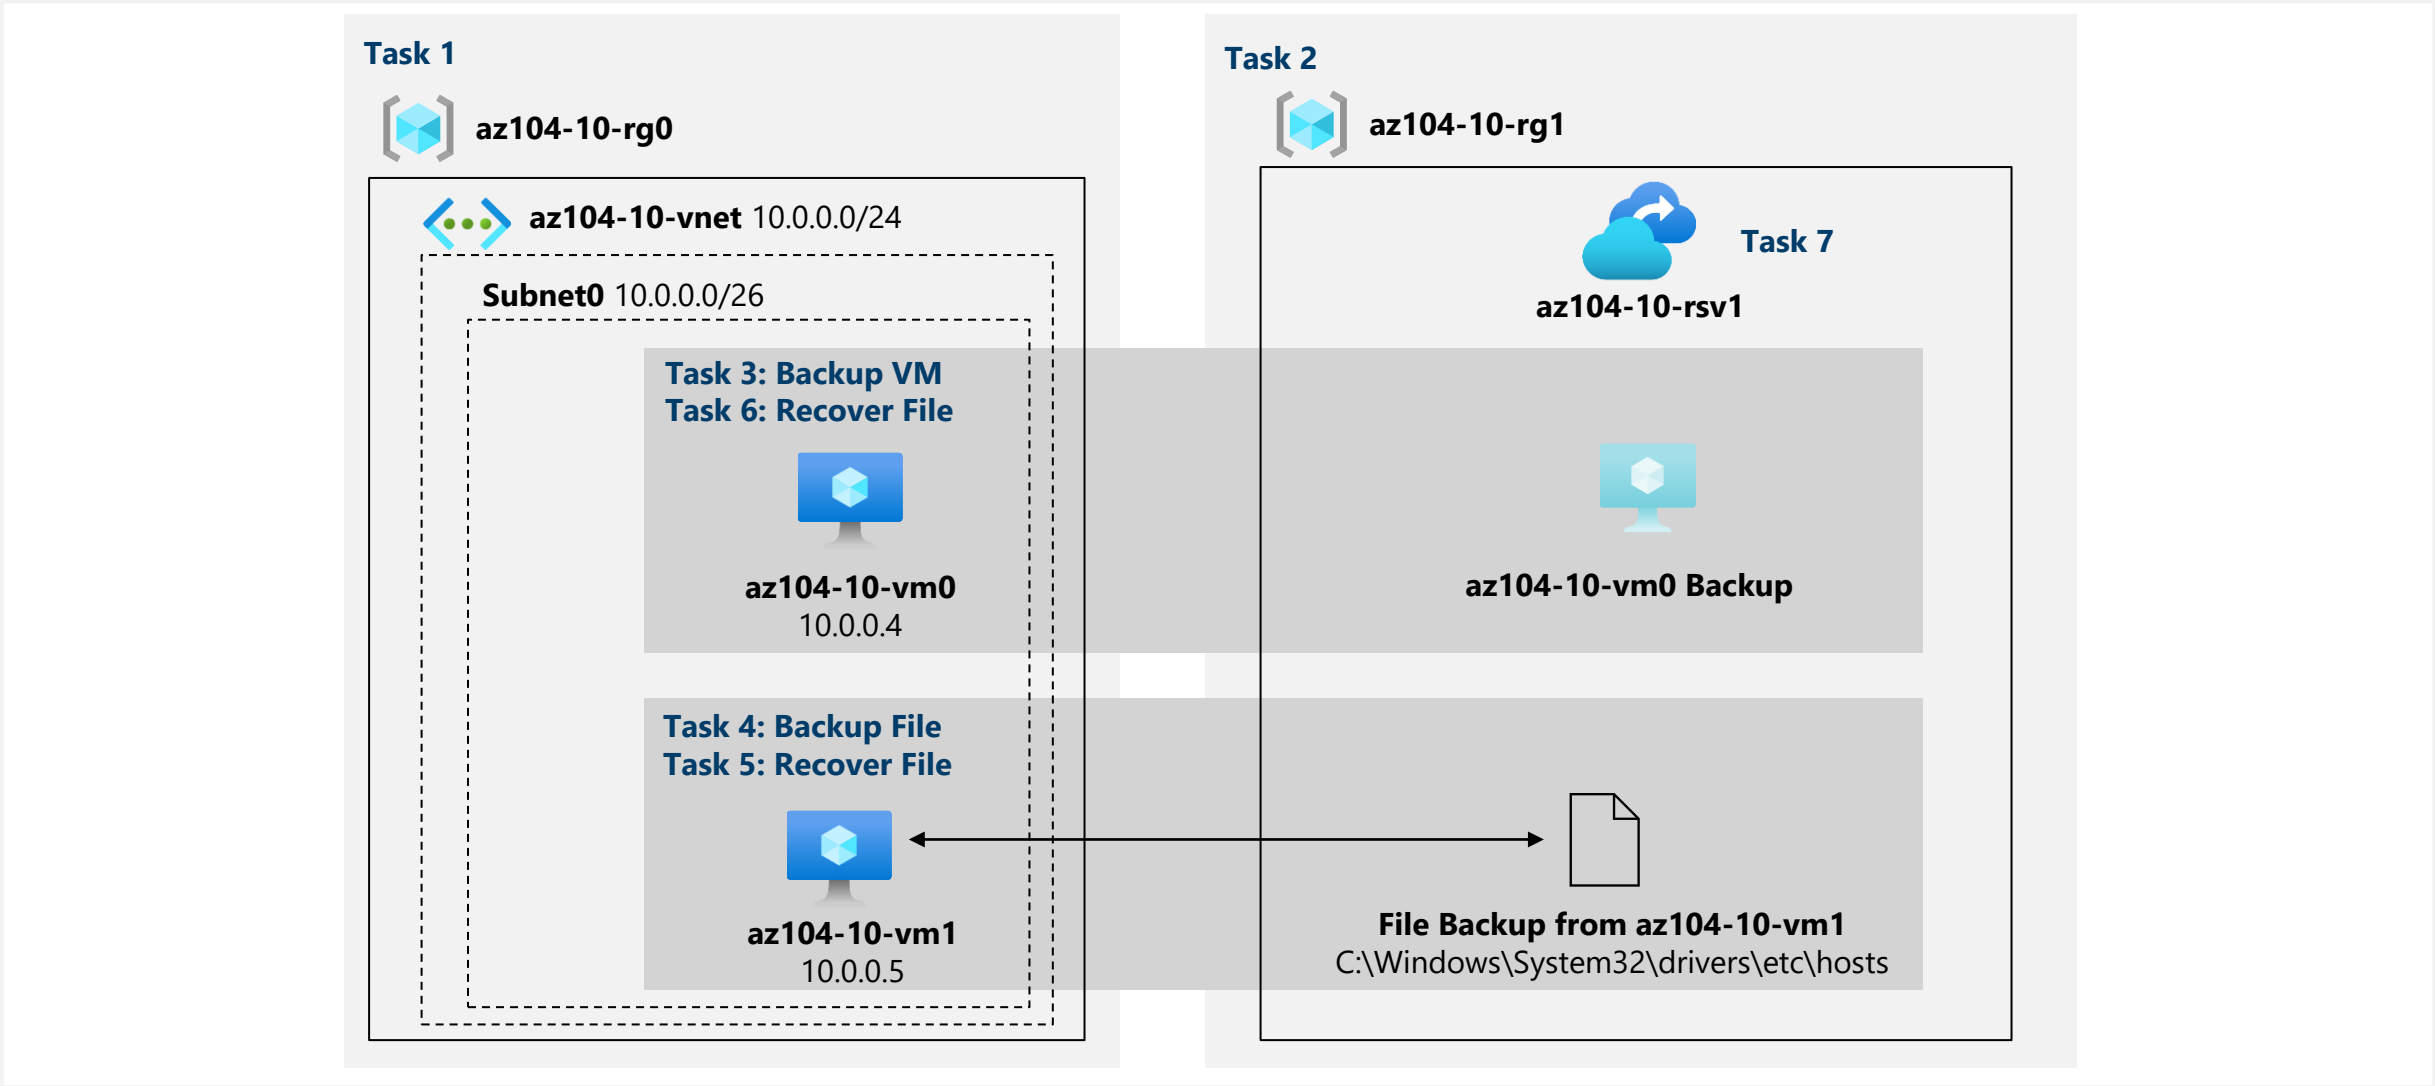 Task 1
az104-10-rg0
az104-10-vnet 10.0.0.0/24
Subnet0 10.0.0.0/26
Task 2
az104-10-rg1
Task 7
az104-10-rsv1
Task 3: Backup VM
Task 6: Recover File
az104-10-vm0
10.0.0.4
az104-10-vm0 Backup
Task 4: Backup File
Task 5: Recover File
az104-10-vm1
10.0.0.5
File Backup from az104-10-vm1
C:\Windows\System32\drivers\etc\hosts